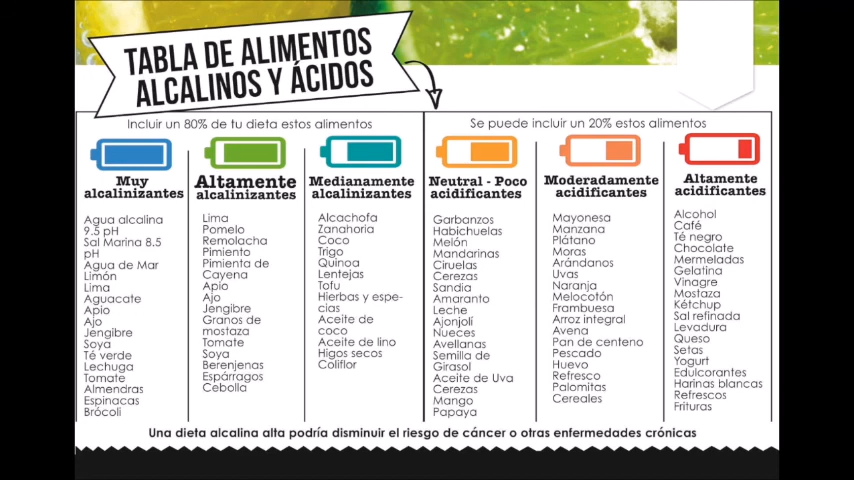 TABLA DE ALIMENTOS
ALCALINOS Y ÁCIDOS
Incluir un 80% de tu dieta estos alimentos
Se puede incluir un 20% estos alimentos
Muy
alcalinizantes
Agua alcalina
9.5 pH
Sal Marina 8.5
pH
Agua de Mar
Limón
Lima
Aguacate
Apio
Ajo
Jengibre
Soya
Té verde
Lechuga
Tomate
Almendras
Espinacas
Brócoli
Altamente
alcalinizantes
Lima
Pomelo
Remolacha
Pimiento
Pimienta de
Cayena
Apio
Ajo
Jengibre
Granos de
mostaza
Tomate
Soya
Berenjenas
Espárragos
Cebolla
Medianamente
alcalinizantes
Alcachofa
Zanahoria
Coco
Trigo
Quinoa
Lentejas
Tofu
Hierbas y espe-
cias
Aceite de
coco
Aceite de lino
Higos secos
Coliflor
Neutral - Poco
acidificantes
Garbanzos
Habichuelas
Melón
Mandarinas
Ciruelas
Cerezas
Sandia
Amaranto
Leche
Ajonjolí
Nueces
Avellanas
Semilla de
Girasol
Aceite de Uva
Cerezas
Mango
Papaya
Moderadamente
acidificantes
Mayonesa
Manzana
Plátano
Moras
Arándanos
Uvas
Naranja
Melocotón
Frambuesa
Arroz integral
Avena
Pan de centeno
Pescado
Huevo
Refresco
Palomitas
Cereales
Altamente
acidificantes
Alcohol
Café
Té negro
Chocolate
Mermeladas
Gelatina
Vinagre
Mostaza
Kétchup
Sal refinada
Levadura
Queso
Setas
Yogurt
Edulcorantes
Harinas blancas
Refrescos
Frituras
Una dieta alcalina alta podría disminuir el riesgo de cáncer o otras enfermedades crónicas